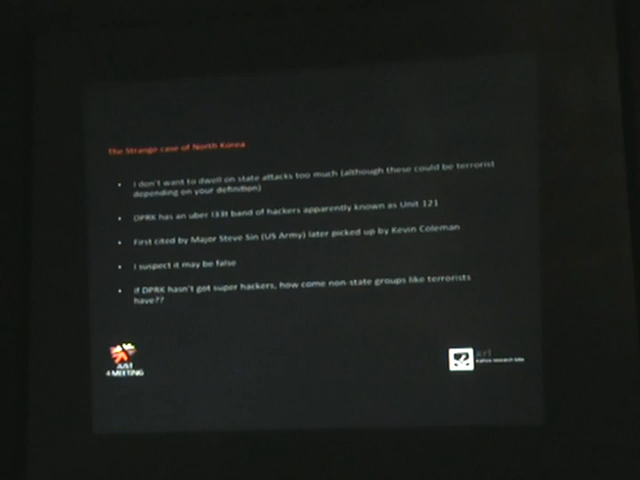 The Strange case of North Korea
• I don't want to dwell on state attacks too much (although these could be terrorist
depending on your definition)
• DPRK has an uber l33t band of hackers apparently known as Unit 121
• First cited by Major Steve Sin (US Army) later picked up by Kevin Coleman
• I suspect it may be false
• If DPRK hasn't got super hackers, how come non-state groups like terrorists
have??
JUST
4 MEETING